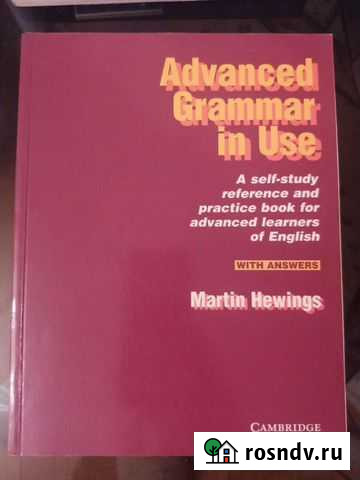 Advanced
Grammar
in Use
A self-study
reference and
practice book for
advanced learners
of English
WITH ANSWERS
Martin Hewings
CAMBRIDGE
rosndv.ru